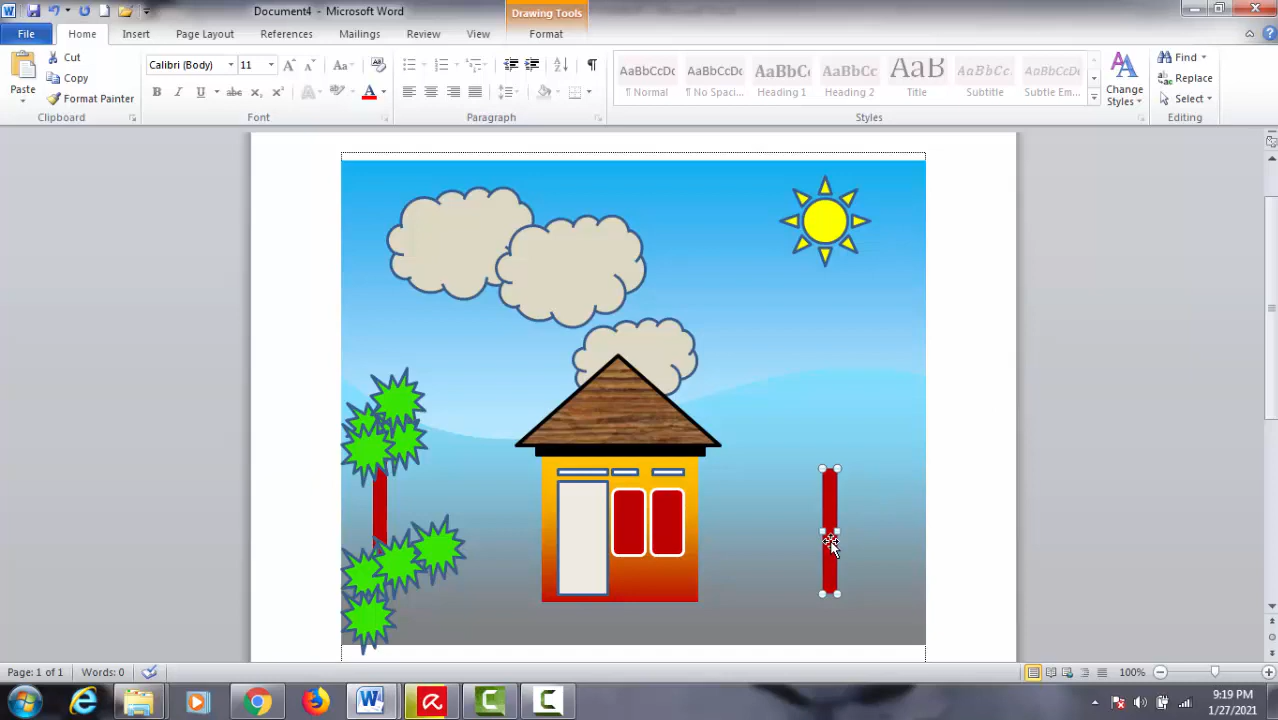 Document4 - Microsoft Word
Drawing Tools
File Home Insert Page Layout References Mailings Review View Format
Paste
Cut
Copy
Format Painter
Clipboard
Calibri (Body) 11
Font
Paragraph
AaBbCcDc AaBbCcDc AaBbCc AaBbCc AaB AaBbCcDc AaBbCcDc
¶ Normal ¶ No Spaci... Heading 1 Heading 2 Title Subtitle Subtle Em...
Styles
Change Styles
Find
Replace
Select
Editing
Page: 1 of 1 Words: 0 100%
9:19 PM
1/27/2021